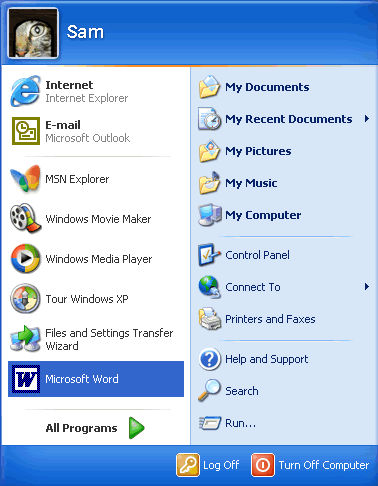 Sam
Internet
Internet Explorer
E-mail
Microsoft Outlook
MSN Explorer
Windows Movie Maker
Windows Media Player
Tour Windows XP
Files and Settings Transfer
Wizard
Microsoft Word
All Programs
My Documents
My Recent Documents
My Pictures
My Music
My Computer
Control Panel
Connect To
Printers and Faxes
Help and Support
Search
Run...
Log Off
Turn Off Computer